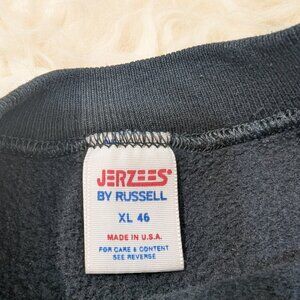 JERZEES®
BY RUSSELL
XL 46
MADE IN U.S.A.
FOR CARE & CONTENT
SEE REVERSE